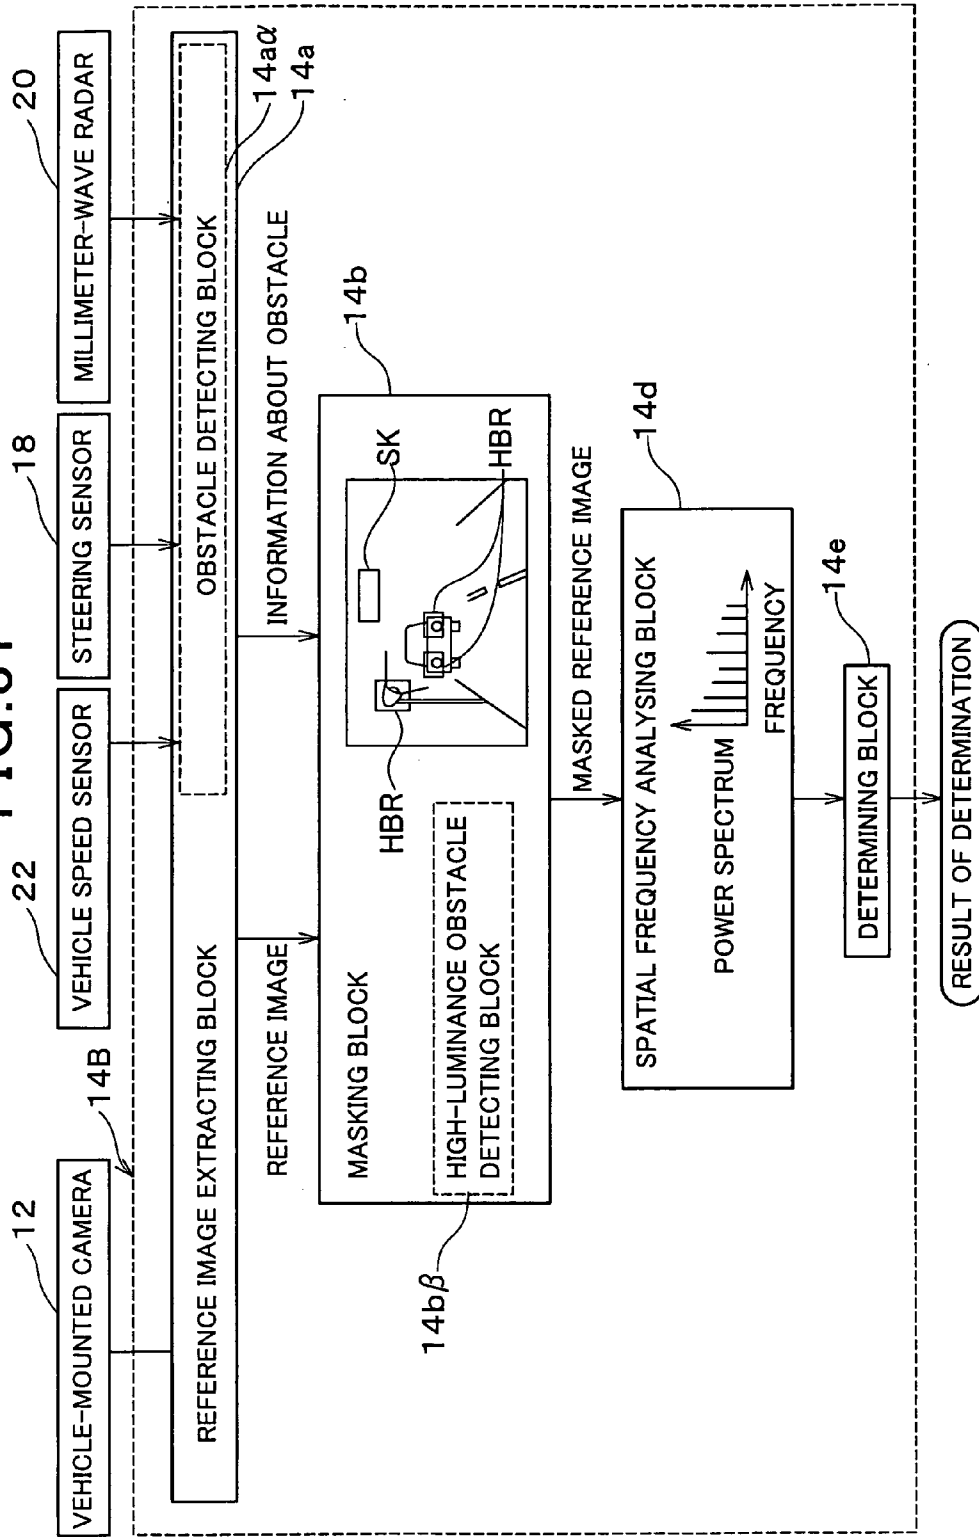 12
22
18
20
VEHICLE-MOUNTED CAMERA
VEHICLE SPEED SENSOR
STEERING SENSOR
MILLIMETER-WAVE RADAR
14B
REFERENCE IMAGE EXTRACTING BLOCK
OBSTACLE DETECTING BLOCK
14aα
14a
REFERENCE IMAGE
INFORMATION ABOUT OBSTACLE
14b
MASKING BLOCK
HBR
SK
HBR
HIGH-LUMINANCE OBSTACLE
DETECTING BLOCK
14bβ
MASKED REFERENCE IMAGE
14d
SPATIAL FREQUENCY ANALYSING BLOCK
POWER SPECTRUM
FREQUENCY
14e
DETERMINING BLOCK
RESULT OF DETERMINATION